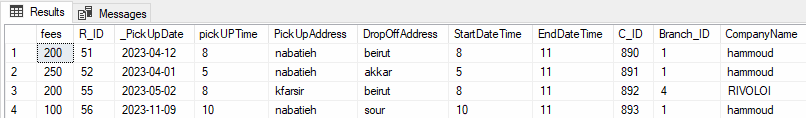 Results Messages
fees R_ID _PickUpDate pickUPTime PickUpAddress DropOffAddress StartDateTime EndDateTime C_ID Branch_ID CompanyName
1 200 51 2023-04-12 8 nabatieh beirut 8 11 890 1 hammoud
2 250 52 2023-04-01 5 nabatieh akkar 5 11 891 1 hammoud
3 200 55 2023-05-02 8 kfarsir beirut 8 11 892 4 RIVOLOI
4 100 56 2023-11-09 10 nabatieh sour 10 11 893 1 hammoud